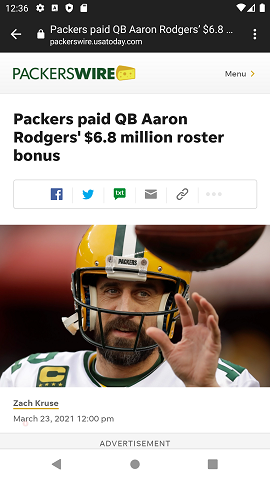 12:36
Packers paid QB Aaron Rodgers' $6.8 ...
packerswire.usatoday.com
PACKERSWIRE
Menu
Packers paid QB Aaron
Rodgers' $6.8 million roster
bonus
txt
PACKERS
Zach Kruse
March 23, 2021 12:00 pm
ADVERTISEMENT